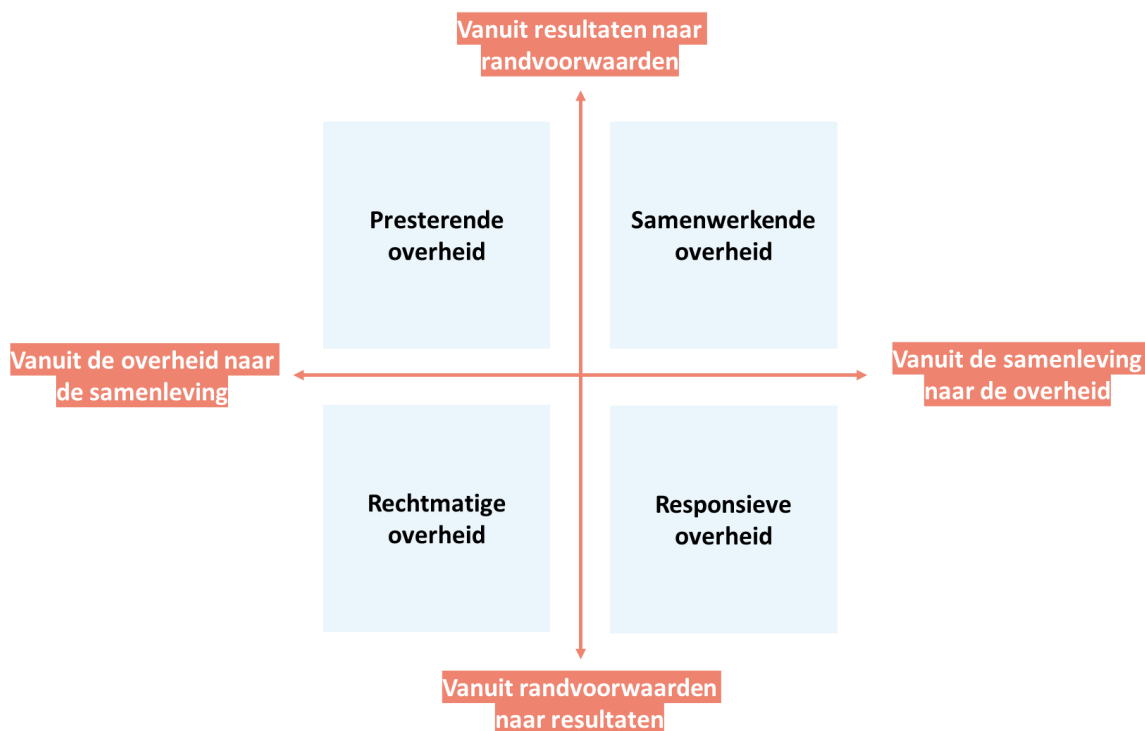 Vanuit resultaten naar
randvoorwaarden
Presterende
overheid
Samenwerkende
overheid
Vanuit de overheid naar
de samenleving
Vanuit de samenleving
naar de overheid
Rechtmatige
overheid
Responsieve
overheid
Vanuit randvoorwaarden
naar resultaten